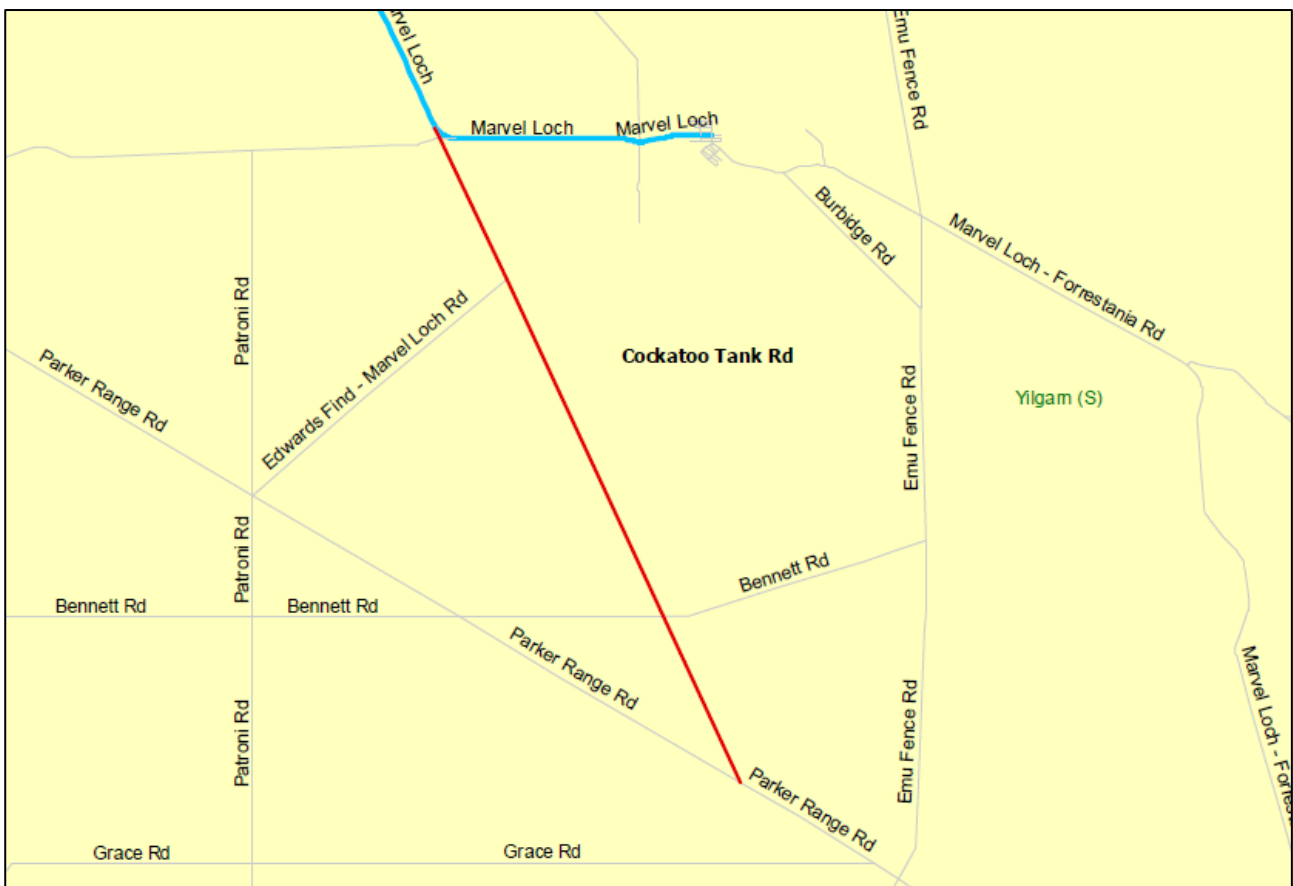 rvel Loch
Emu Fence Rd
Marvel Loch
Marvel Loch
Burbidge Rd
Marvel Loch - Forrestania Rd
Patroni Rd
Edwards Find - Marvel Loch Rd
Cockatoo Tank Rd
Parker Range Rd
Emu Fence Rd
Yilgarn (S)
Patroni Rd
Bennett Rd
Bennett Rd
Bennett Rd
Parker Range Rd
Marvel Loch - Forres
Patroni Rd
Emu Fence Rd
Parker Range Rd
Grace Rd
Grace Rd